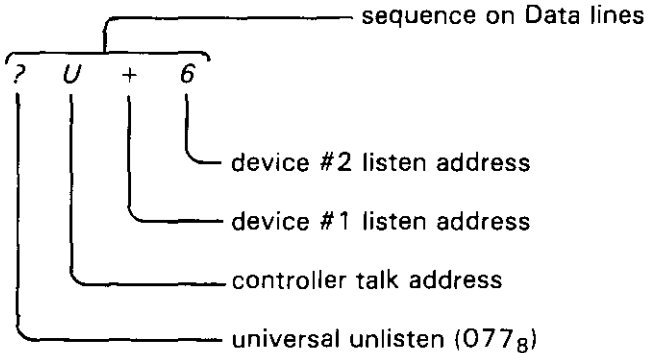 sequence on Data lines
? U + 6
device #2 listen address
device #1 listen address
controller talk address
universal unlisten (077₈)